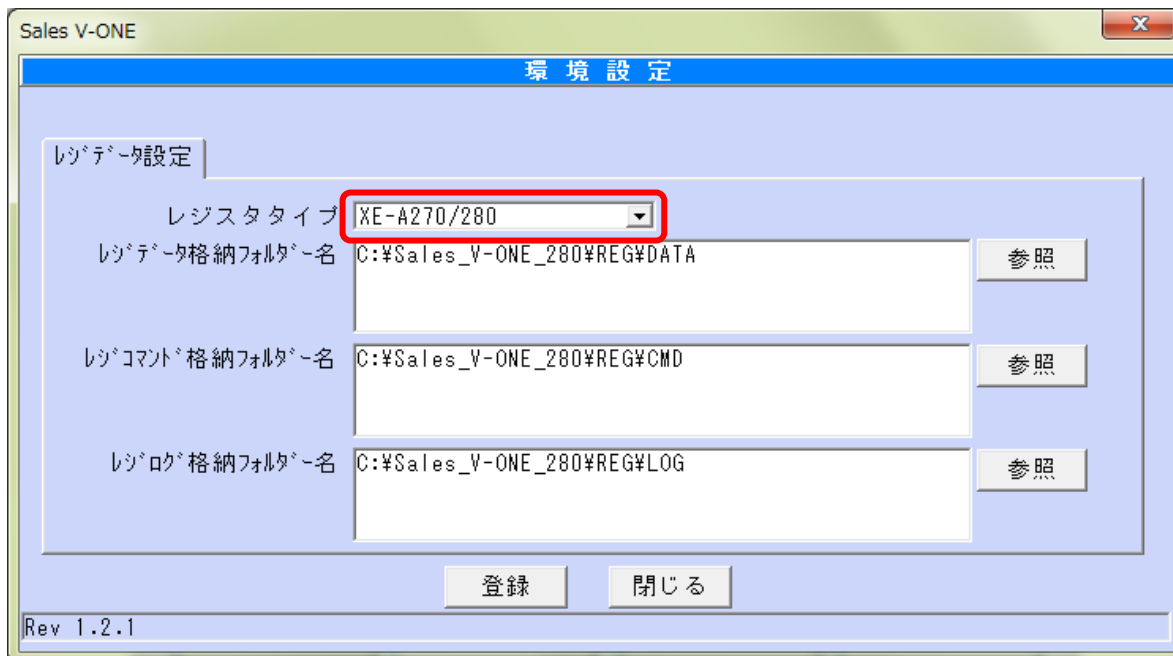 Sales V-ONE
環境設定
ﾚｼﾞﾃﾞｰﾀ設定
レジスタタイプ XE-A270/280
ﾚｼﾞﾃﾞｰﾀ格納ﾌｫﾙﾀﾞｰ名 C:¥Sales_V-ONE_280¥REG¥DATA 参照
ﾚｼﾞｺﾏﾝﾄﾞ格納ﾌｫﾙﾀﾞｰ名 C:¥Sales_V-ONE_280¥REG¥CMD 参照
ﾚｼﾞﾛｸﾞ格納ﾌｫﾙﾀﾞｰ名 C:¥Sales_V-ONE_280¥REG¥LOG 参照
登録 閉じる
Rev 1.2.1